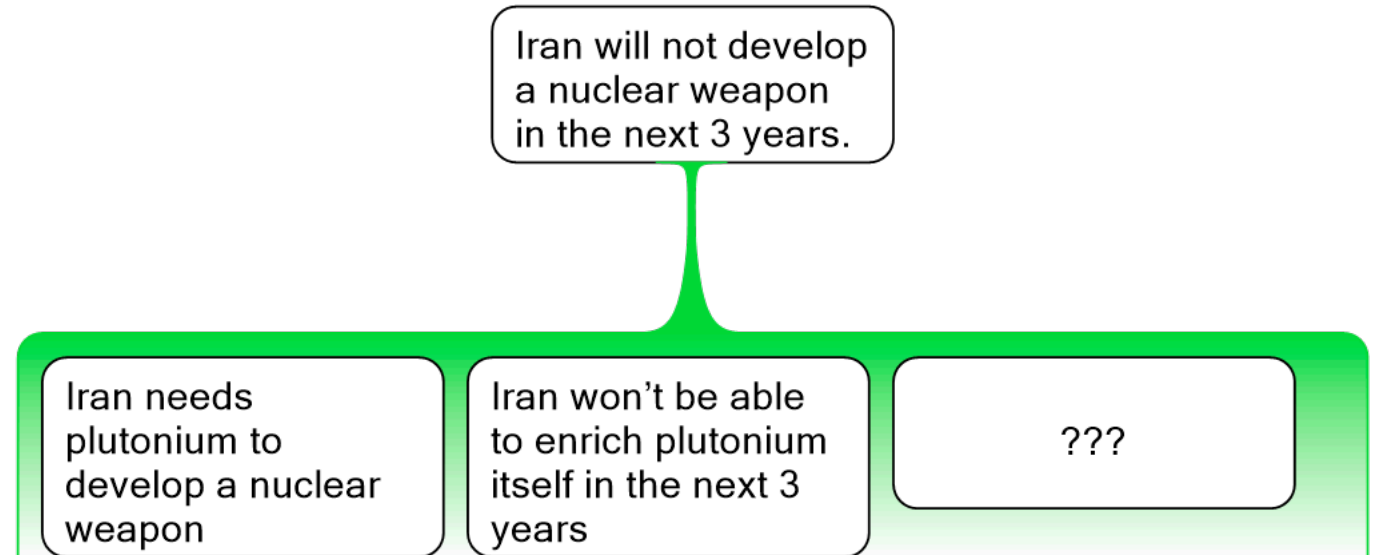 Iran will not develop
a nuclear weapon
in the next 3 years.
Iran needs
plutonium to
develop a nuclear
weapon
Iran won’t be able
to enrich plutonium
itself in the next 3
years
???